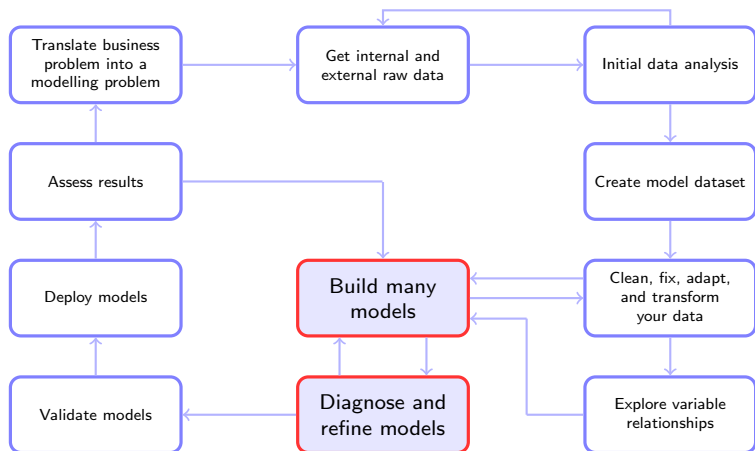 Translate business
problem into a
modelling problem
Get internal and
external raw data
Initial data analysis
Assess results
Create model dataset
Deploy models
Build many
models
Clean, fix, adapt,
and transform
your data
Validate models
Diagnose and
refine models
Explore variable
relationships